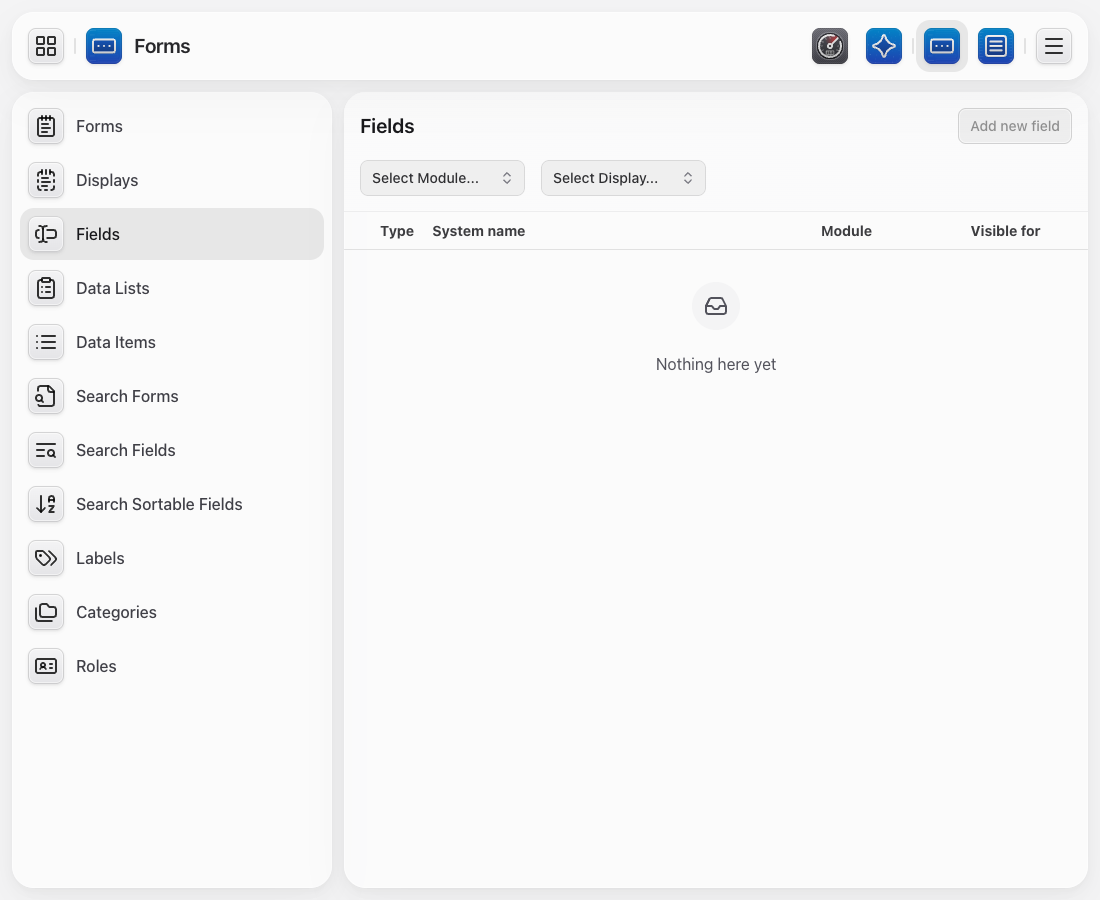 Forms
Forms
Displays
Fields
Data Lists
Data Items
Search Forms
Search Fields
Search Sortable Fields
Labels
Categories
Roles
Fields
Add new field
Select Module...
Select Display...
Type System name Module Visible for
Nothing here yet